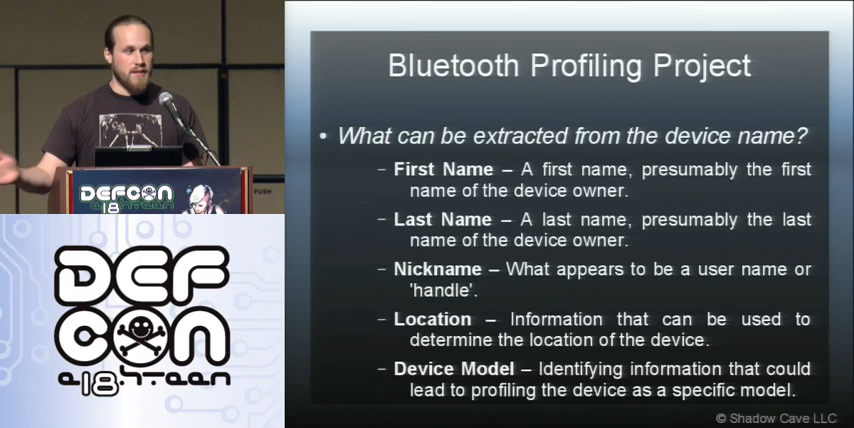 DEFCON
18
PUSH
DEF
CON
18
Bluetooth Profiling Project
• What can be extracted from the device name?
– First Name – A first name, presumably the first
name of the device owner.
– Last Name – A last name, presumably the last
name of the device owner.
– Nickname – What appears to be a user name or
'handle'.
– Location – Information that can be used to
determine the location of the device.
– Device Model – Identifying information that could
lead to profiling the device as a specific model.
© Shadow Cave LLC